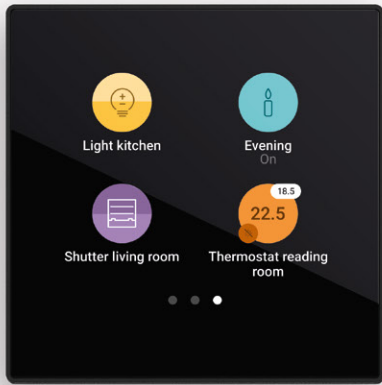 Light kitchen
Evening
On
18.5
22.5
Shutter living room
Thermostat reading
room